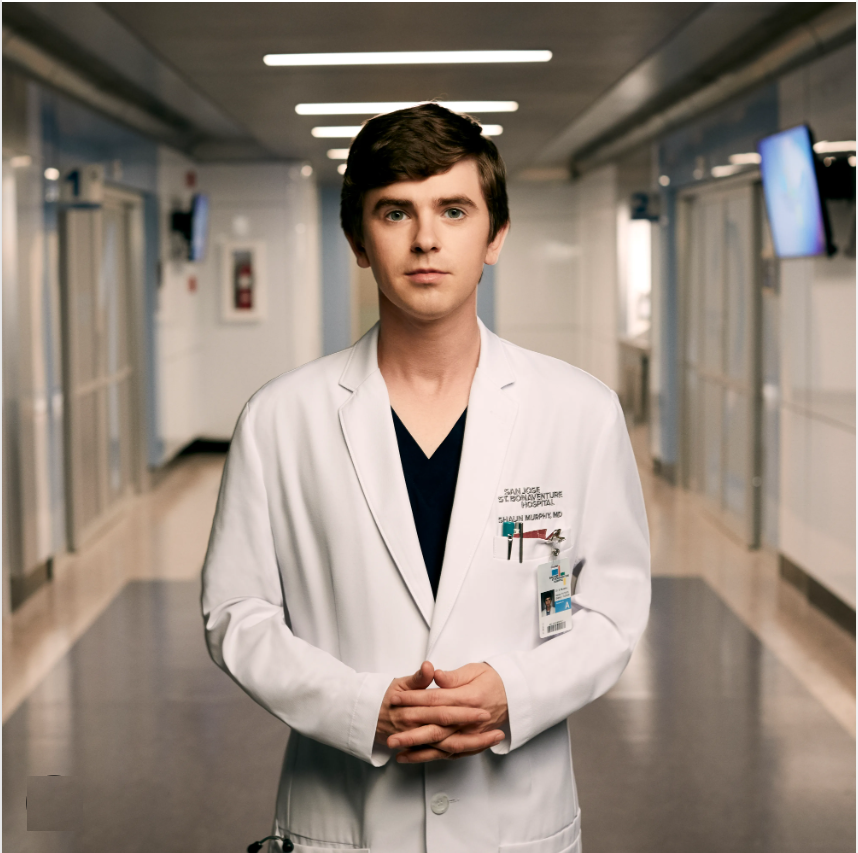 SAN JOSE
ST. BONAVENTURE
HOSPITAL
SHAUN MURPHY, MD
A